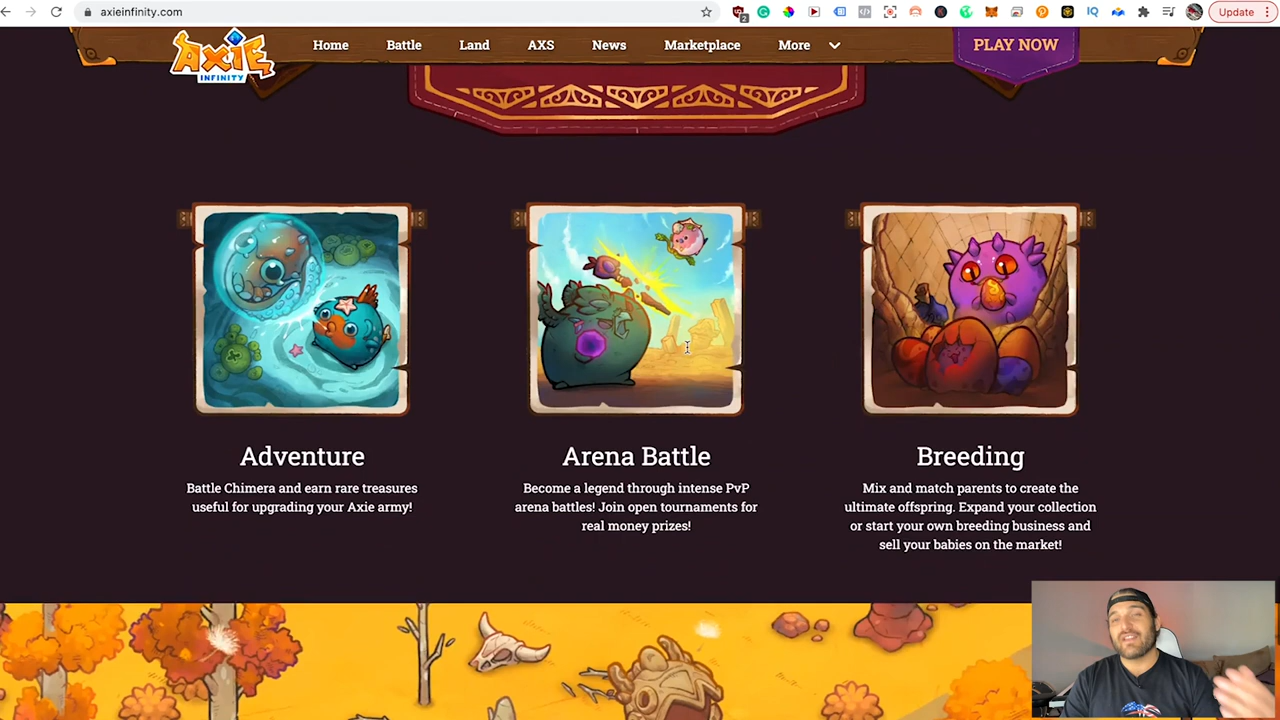 axieinfinity.com
Update
2
AXIE
INFINITY
Home
Battle
Land
AXS
News
Marketplace
More
PLAY NOW
Adventure
Battle Chimera and earn rare treasures
useful for upgrading your Axie army!
Arena Battle
Become a legend through intense PvP
arena battles! Join open tournaments for
real money prizes!
Breeding
Mix and match parents to create the
ultimate offspring. Expand your collection
or start your own breeding business and
sell your babies on the market!